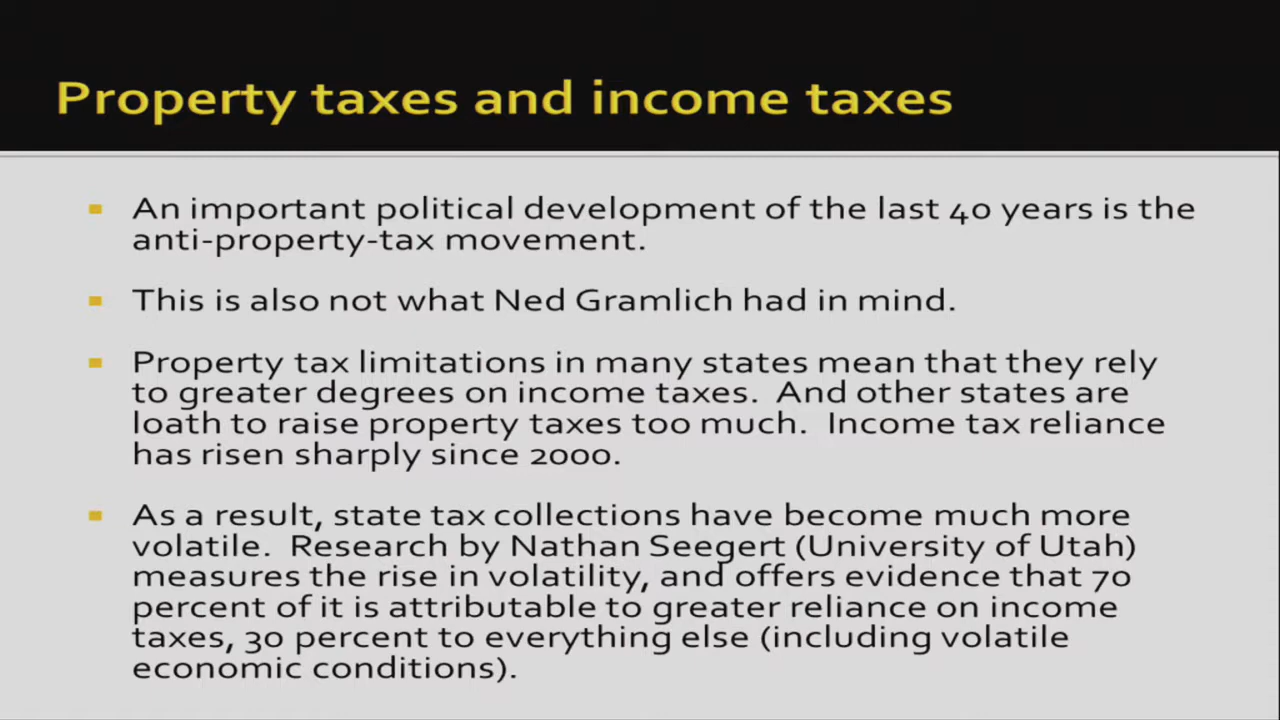 Property taxes and income taxes
An important political development of the last 40 years is the
anti-property-tax movement.
This is also not what Ned Gramlich had in mind.
Property tax limitations in many states mean that they rely
to greater degrees on income taxes.  And other states are
loath to raise property taxes too much.  Income tax reliance
has risen sharply since 2000.
As a result, state tax collections have become much more
volatile.  Research by Nathan Seegert (University of Utah)
measures the rise in volatility, and offers evidence that 70
percent of it is attributable to greater reliance on income
taxes, 30 percent to everything else (including volatile
economic conditions).